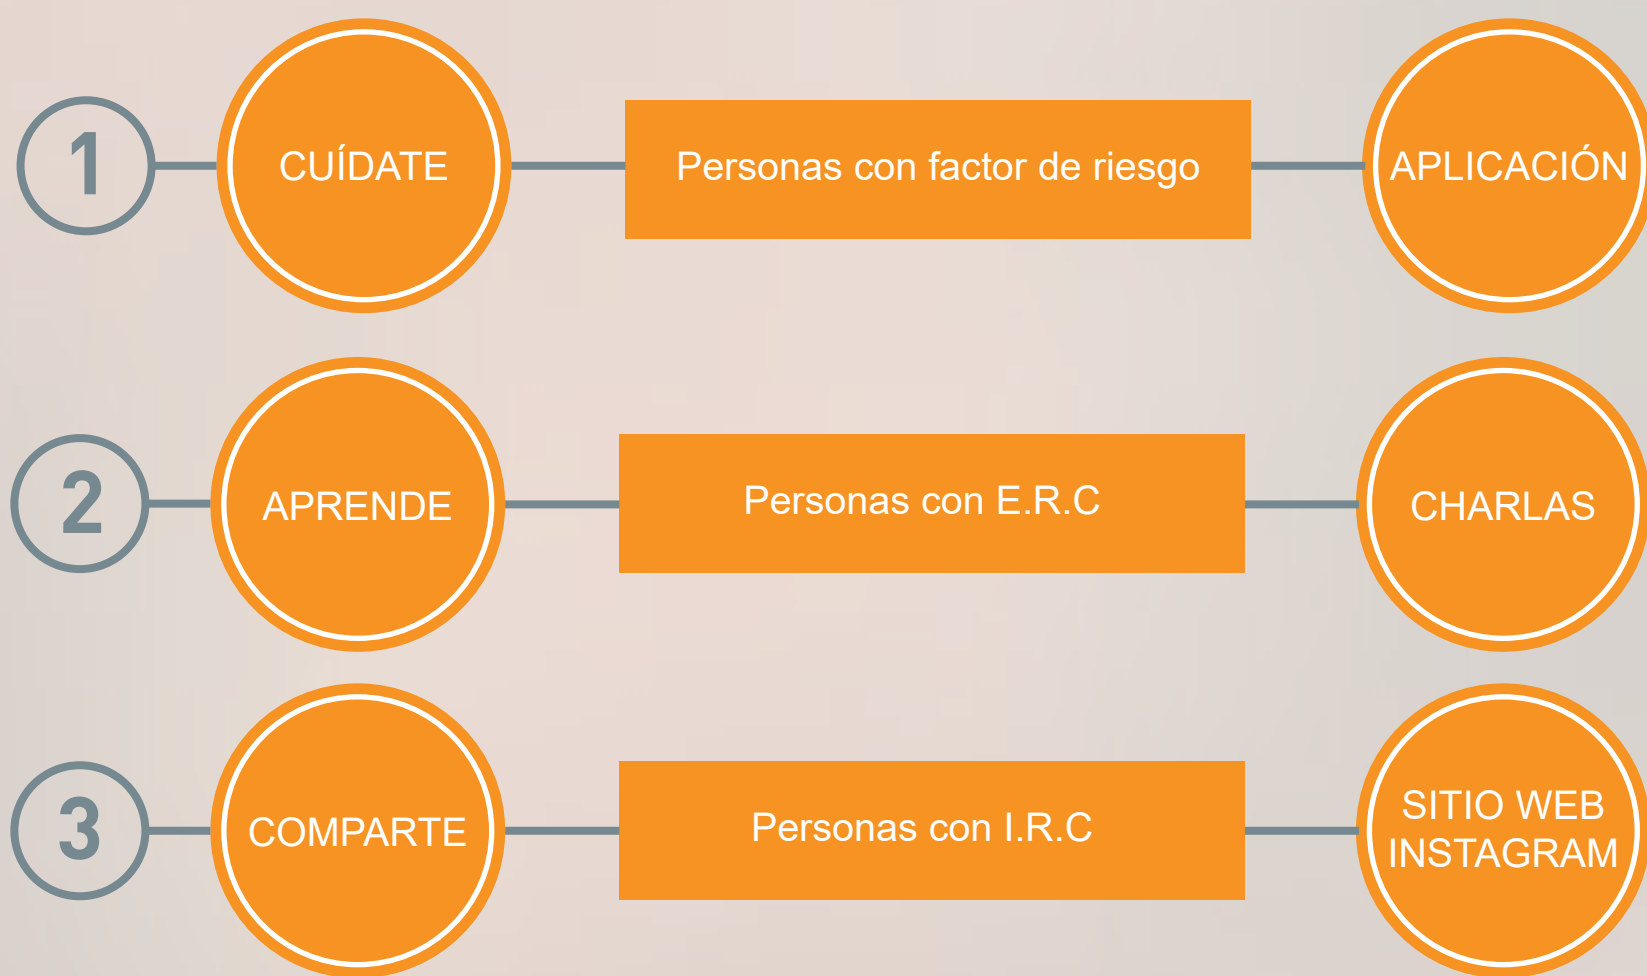 1
CUÍDATE
Personas con factor de riesgo
APLICACIÓN
2
APRENDE
Personas con E.R.C
CHARLAS
3
COMPARTE
Personas con I.R.C
SITIO WEB
INSTAGRAM